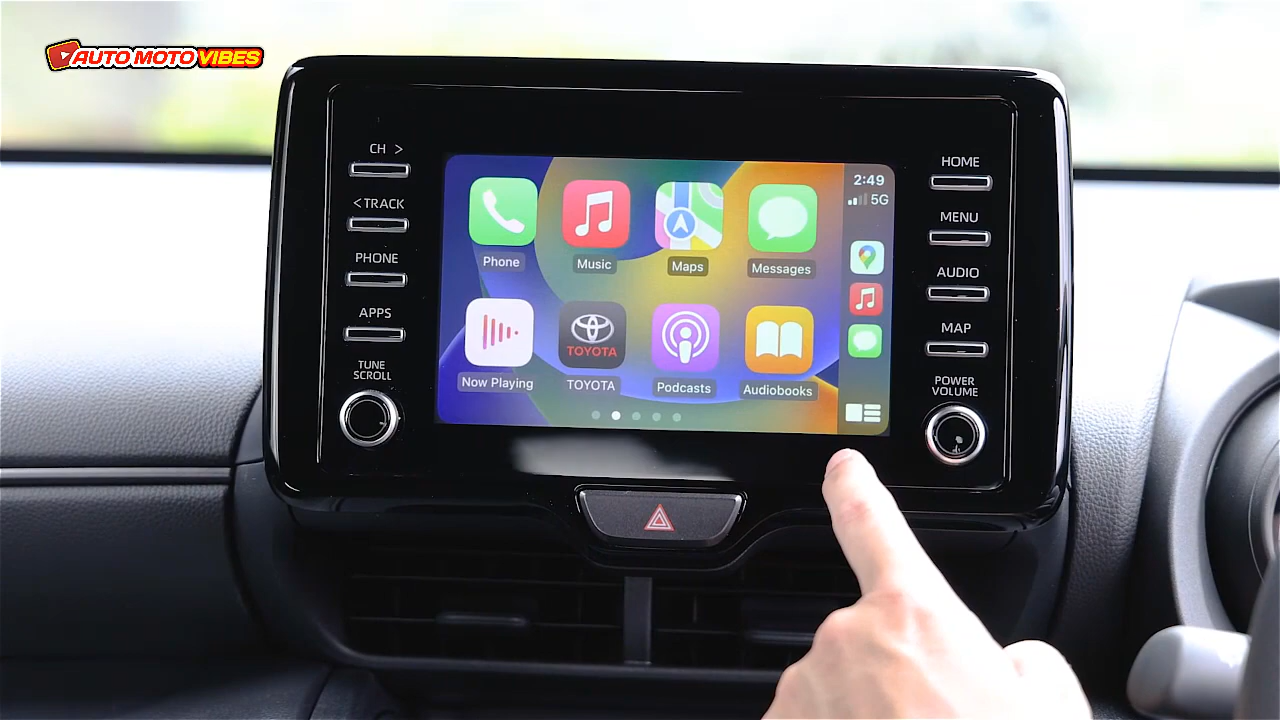 AUTO MOTO VIBES
CH >
< TRACK
PHONE
APPS
TUNE
SCROLL
2:49
5G
Phone
Music
Maps
Messages
TOYOTA
Now Playing
TOYOTA
Podcasts
Audiobooks
HOME
MENU
AUDIO
MAP
POWER
VOLUME